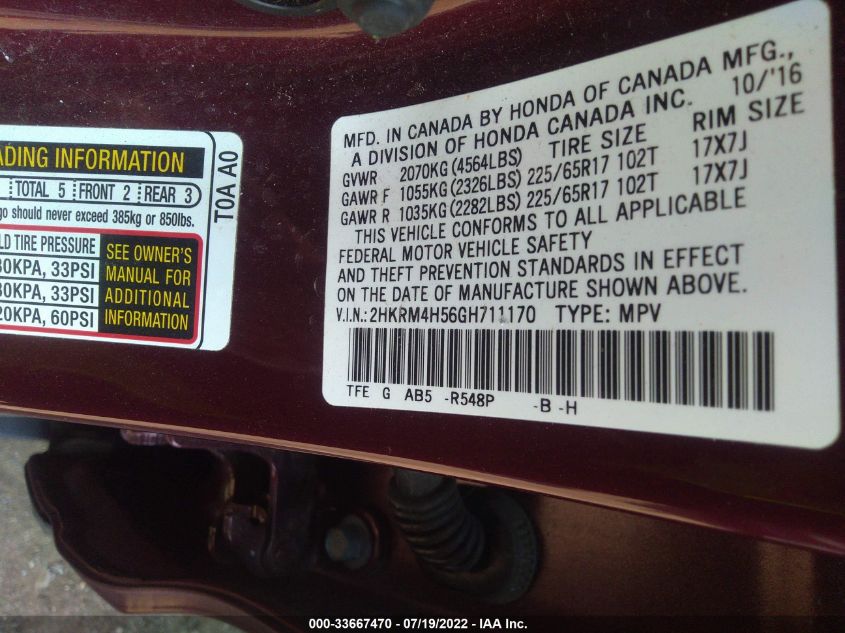 ADING INFORMATION
TOTAL 5 FRONT 2 REAR 3
go should never exceed 385kg or 850lbs.
LD TIRE PRESSURE
30KPA, 33PSI
30KPA, 33PSI
20KPA, 60PSI
SEE OWNER'S
MANUAL FOR
ADDITIONAL
INFORMATION
T0A A0
MFD. IN CANADA BY HONDA OF CANADA MFG.,
A DIVISION OF HONDA CANADA INC. 10/'16
TIRE SIZE RIM SIZE
GVWR 2070KG(4564LBS)
GAWR F 1055KG(2326LBS) 225/65R17 102T 17X7J
GAWR R 1035KG(2282LBS) 225/65R17 102T 17X7J
THIS VEHICLE CONFORMS TO ALL APPLICABLE
FEDERAL MOTOR VEHICLE SAFETY
AND THEFT PREVENTION STANDARDS IN EFFECT
ON THE DATE OF MANUFACTURE SHOWN ABOVE.
V.I.N.: 2HKRM4H56GH711170 TYPE: MPV
TFE G AB5 -R548P -B -H
000-33667470 - 07/19/2022 - IAA Inc.